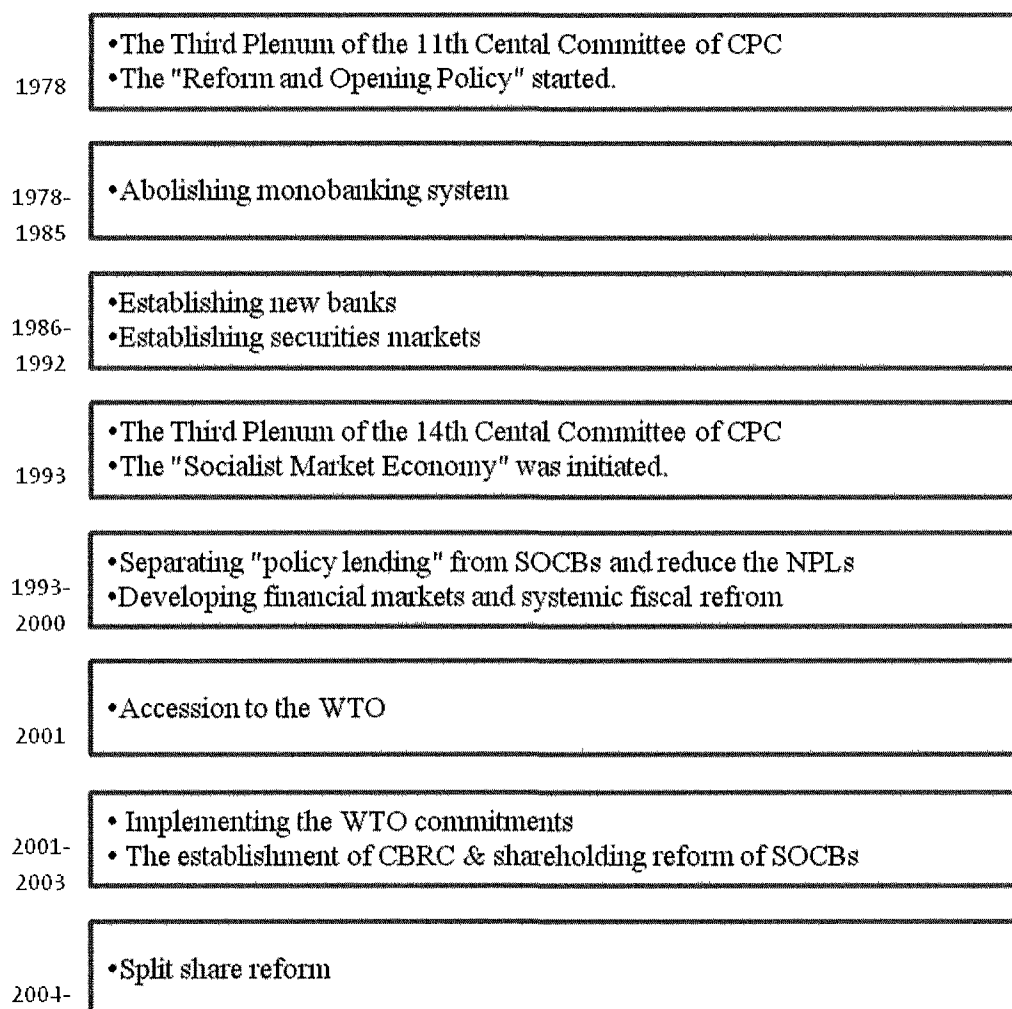 •The Third Plenum of the 11th Cental Committee of CPC
•The "Reform and Opening Policy" started.
1978
•Abolishing monobanking system
1978-
1985
•Establishing new banks
•Establishing securities markets
1986-
1992
•The Third Plenum of the 14th Cental Committee of CPC
•The "Socialist Market Economy" was initiated.
1993
•Separating "policy lending" from SOCBs and reduce the NPLs
•Developing financial markets and systemic fiscal refrom
1993-
2000
•Accession to the WTO
2001
• Implementing the WTO commitments
• The establishment of CBRC & shareholding reform of SOCBs
2001-
2003
•Split share reform
2004-